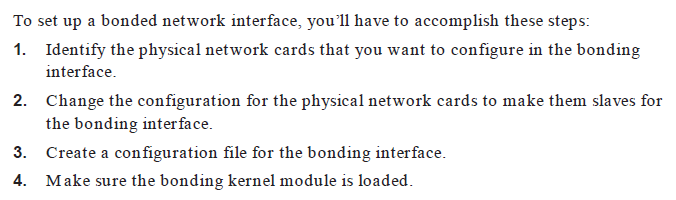 To set up a bonded network interface, you’ll have to accomplish these steps:
1. Identify the physical network cards that you want to configure in the bonding
interface.
2. Change the configuration for the physical network cards to make them slaves for
the bonding interface.
3. Create a configuration file for the bonding interface.
4. Make sure the bonding kernel module is loaded.